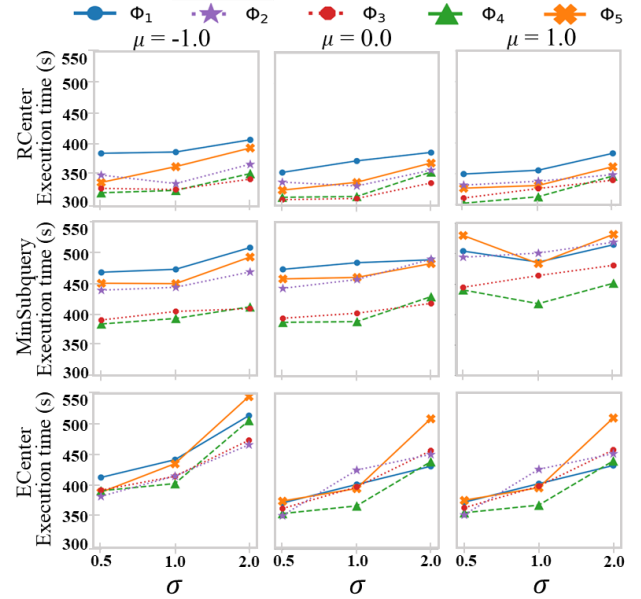 Φ₁ Φ₂ Φ₃ Φ₄ Φ₅
μ = -1.0 μ = 0.0 μ = 1.0
RCenter
Execution time (s)
550
500
450
400
350
300
MinSubquery
Execution time (s)
550
500
450
400
350
300
ECenter
Execution time (s)
550
500
450
400
350
300
0.5 1.0 2.0 0.5 1.0 2.0 0.5 1.0 2.0
σ σ σ